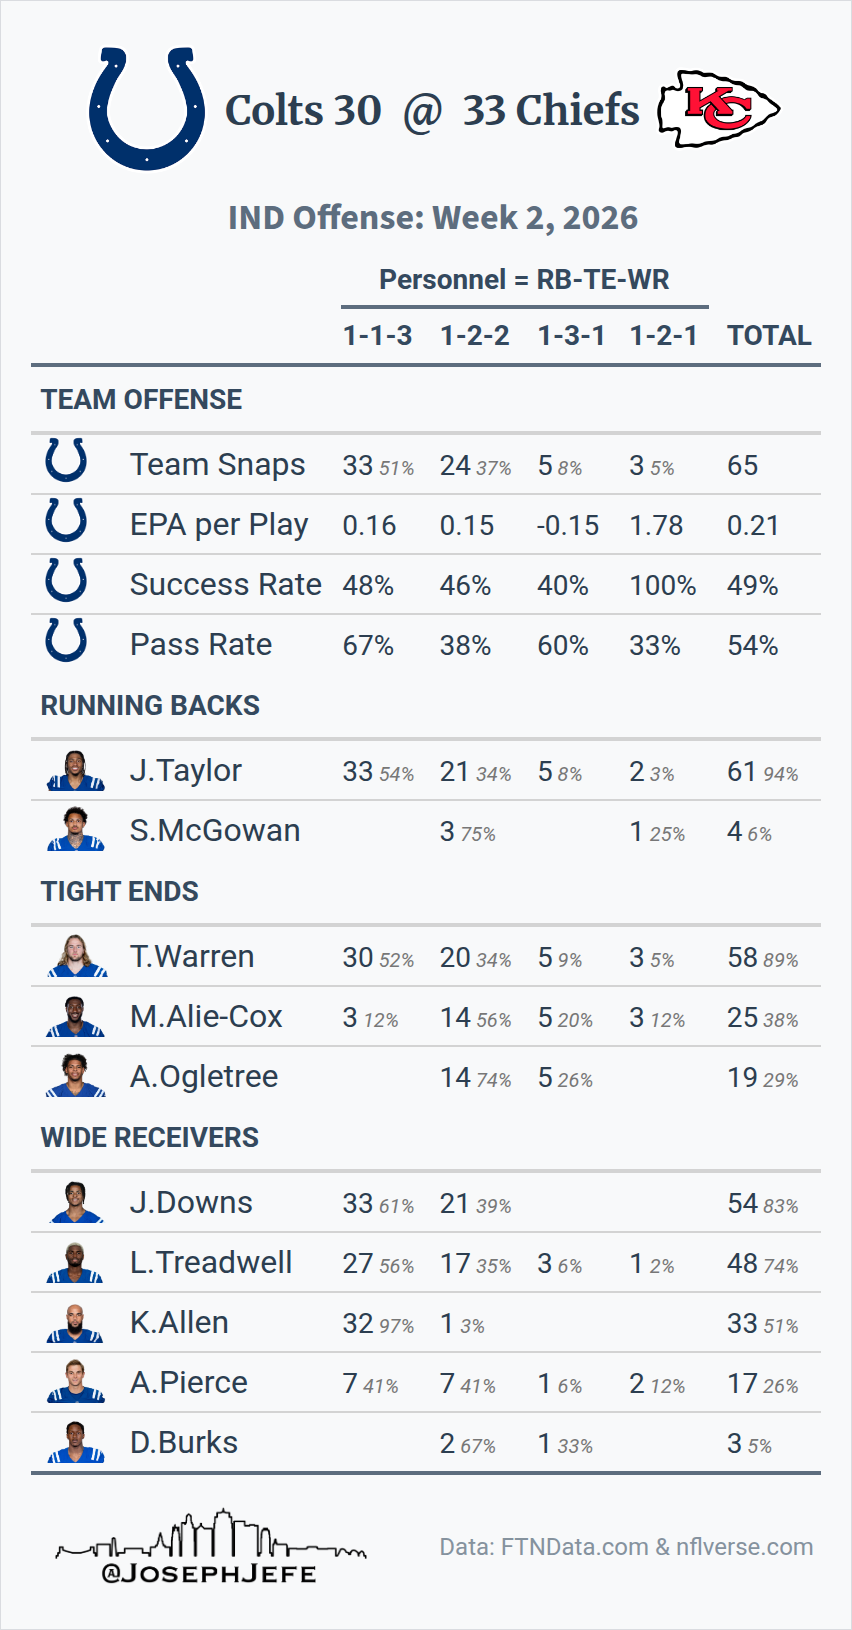 Colts 30 @ 33 Chiefs
KC
IND Offense: Week 2, 2026
Personnel = RB-TE-WR
1-1-3 1-2-2 1-3-1 1-2-1 TOTAL
TEAM OFFENSE
Team Snaps 33 51% 24 37% 5 8% 3 5% 65
EPA per Play 0.16 0.15 -0.15 1.78 0.21
Success Rate 48% 46% 40% 100% 49%
Pass Rate 67% 38% 60% 33% 54%
RUNNING BACKS
J.Taylor 33 54% 21 34% 5 8% 2 3% 61 94%
S.McGowan 3 75% 1 25% 4 6%
TIGHT ENDS
T.Warren 30 52% 20 34% 5 9% 3 5% 58 89%
M.Alie-Cox 3 12% 14 56% 5 20% 3 12% 25 38%
A.Ogletree 14 74% 5 26% 19 29%
WIDE RECEIVERS
J.Downs 33 61% 21 39% 54 83%
L.Treadwell 27 56% 17 35% 3 6% 1 2% 48 74%
K.Allen 32 97% 1 3% 33 51%
A.Pierce 7 41% 7 41% 1 6% 2 12% 17 26%
D.Burks 2 67% 1 33% 3 5%
@JosephJefe
Data: FTNData.com & nflverse.com